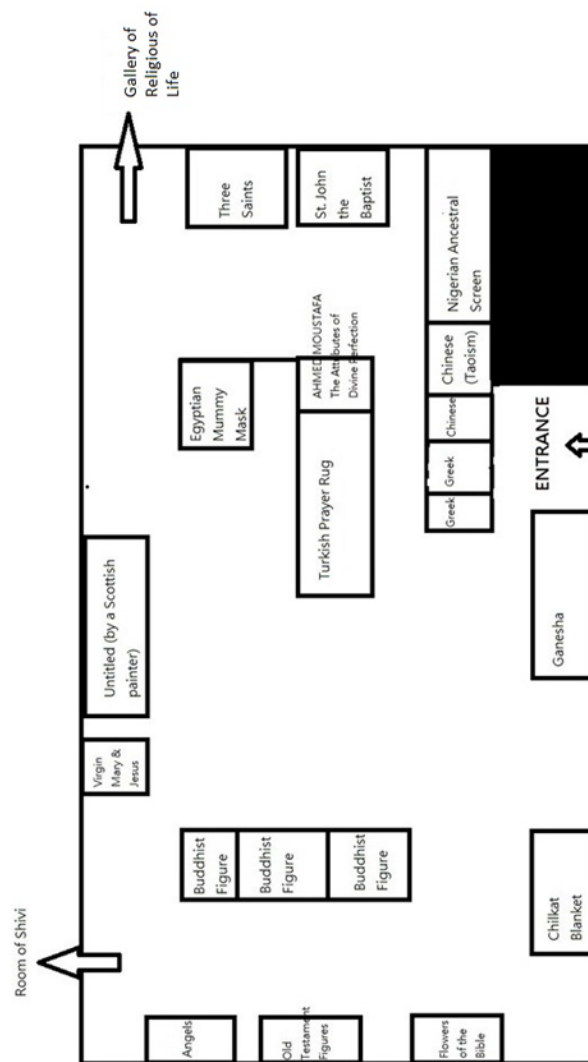 Gallery of
Religious of
Life
Three
Saints
St. John
the
Baptist
Nigerian Ancestral
Screen
AHMED MOUSTAFA
The Attributes of
Divine Perfection
Chinese
(Taoism)
Egyptian
Mummy
Mask
Chinese
Greek
Greek
ENTRANCE
Turkish Prayer Rug
Untitled (by a Scottish
painter)
Ganesha
Virgin
Mary &
Jesus
Buddhist
Figure
Buddhist
Figure
Buddhist
Figure
Chilkat
Blanket
Room of Shivi
Angels
Old
Testament
Figures
Flowers
of the
Bible